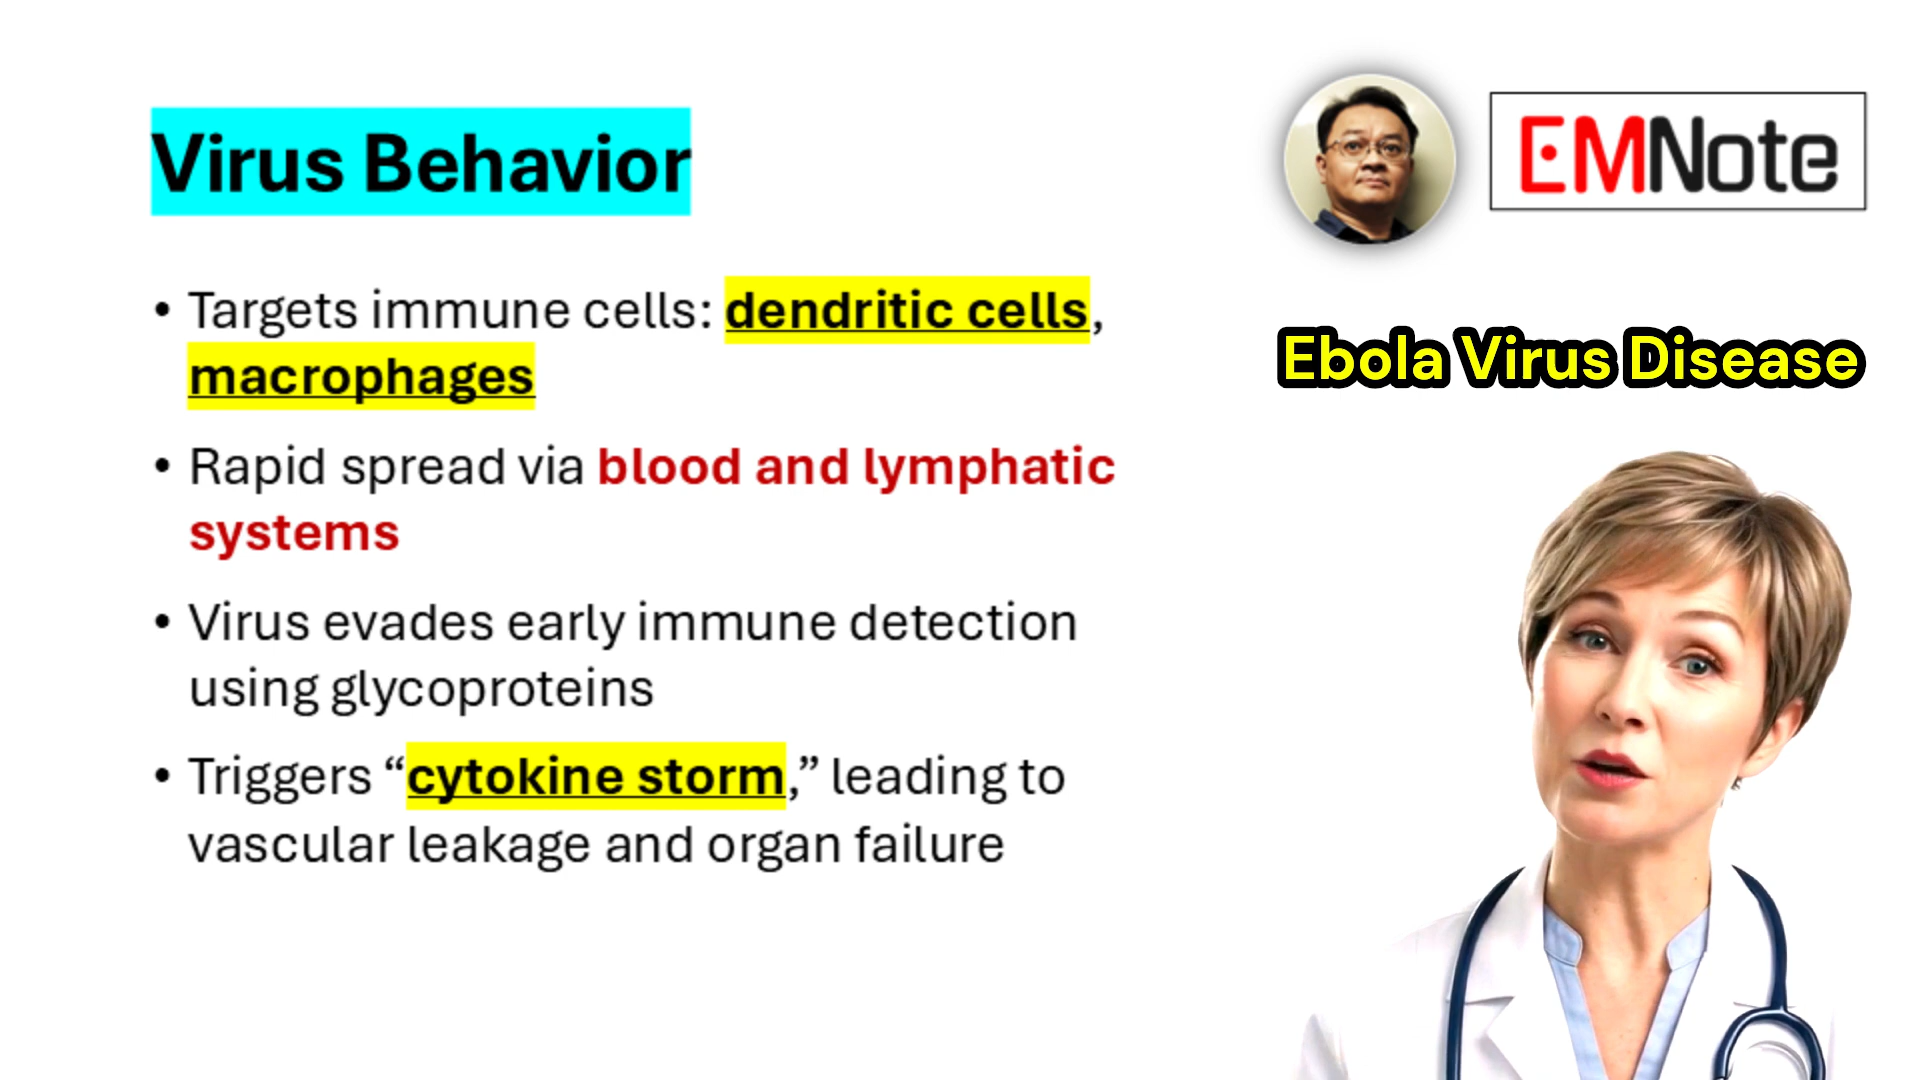 Virus Behavior
• Targets immune cells: dendritic cells,
macrophages
• Rapid spread via blood and lymphatic
systems
• Virus evades early immune detection
using glycoproteins
• Triggers “cytokine storm,” leading to
vascular leakage and organ failure
EMNote
Ebola Virus Disease